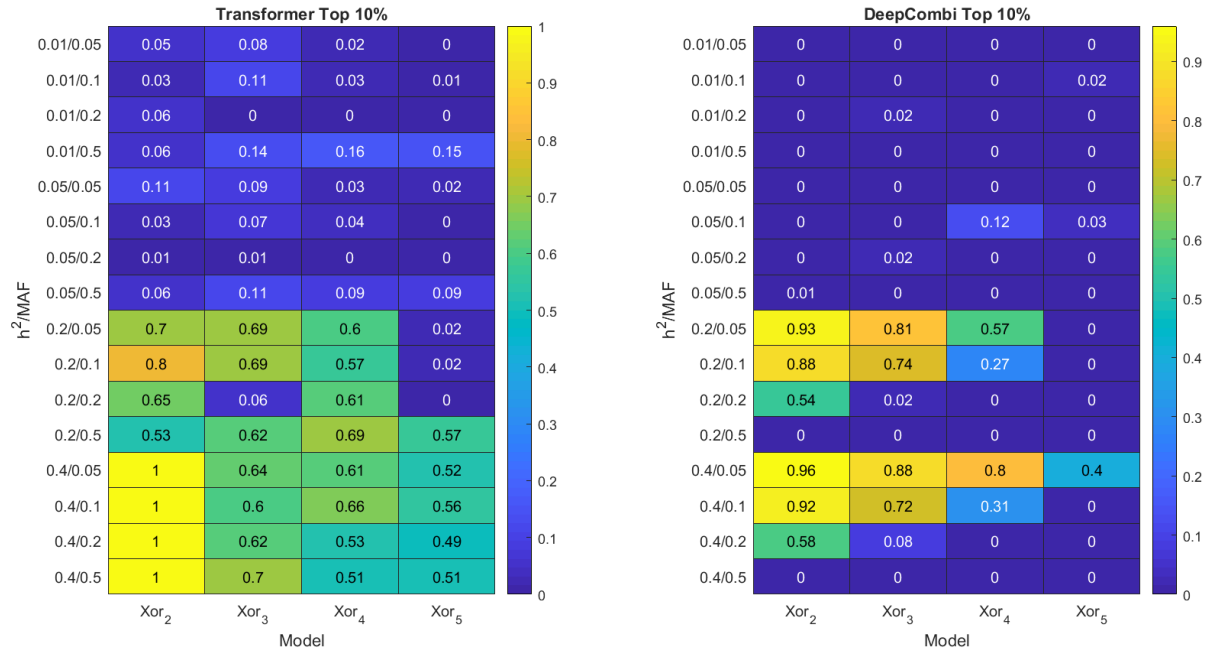 Transformer Top 10%
h²/MAF
0.01/0.05 0.05 0.08 0.02 0
0.01/0.1 0.03 0.11 0.03 0.01
0.01/0.2 0.06 0 0 0
0.01/0.5 0.06 0.14 0.16 0.15
0.05/0.05 0.11 0.09 0.03 0.02
0.05/0.1 0.03 0.07 0.04 0
0.05/0.2 0.01 0.01 0 0
0.05/0.5 0.06 0.11 0.09 0.09
0.2/0.05 0.7 0.69 0.6 0.02
0.2/0.1 0.8 0.69 0.57 0.02
0.2/0.2 0.65 0.06 0.61 0
0.2/0.5 0.53 0.62 0.69 0.57
0.4/0.05 1 0.64 0.61 0.52
0.4/0.1 1 0.6 0.66 0.56
0.4/0.2 1 0.62 0.53 0.49
0.4/0.5 1 0.7 0.51 0.51
Xor₂ Xor₃ Xor₄ Xor₅
Model
1
0.9
0.8
0.7
0.6
0.5
0.4
0.3
0.2
0.1
0
DeepCombi Top 10%
h²/MAF
0.01/0.05 0 0 0 0
0.01/0.1 0 0 0 0.02
0.01/0.2 0 0.02 0 0
0.01/0.5 0 0 0 0
0.05/0.05 0 0 0 0
0.05/0.1 0 0 0.12 0.03
0.05/0.2 0 0.02 0 0
0.05/0.5 0.01 0 0 0
0.2/0.05 0.93 0.81 0.57 0
0.2/0.1 0.88 0.74 0.27 0
0.2/0.2 0.54 0.02 0 0
0.2/0.5 0 0 0 0
0.4/0.05 0.96 0.88 0.8 0.4
0.4/0.1 0.92 0.72 0.31 0
0.4/0.2 0.58 0.08 0 0
0.4/0.5 0 0 0 0
Xor₂ Xor₃ Xor₄ Xor₅
Model
0.9
0.8
0.7
0.6
0.5
0.4
0.3
0.2
0.1
0